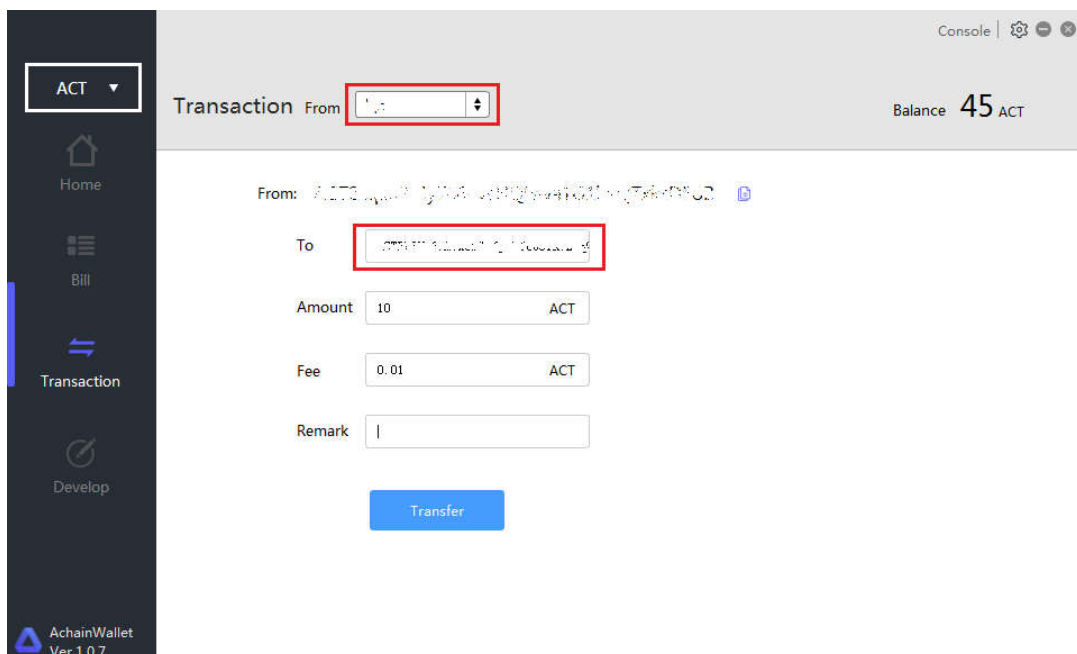 Console
ACT
Transaction From
Balance 45 ACT
Home
From:
To
Bill
Amount 10 ACT
Transaction
Fee 0.01 ACT
Remark
Develop
Transfer
AchainWallet
Ver 1.0.7